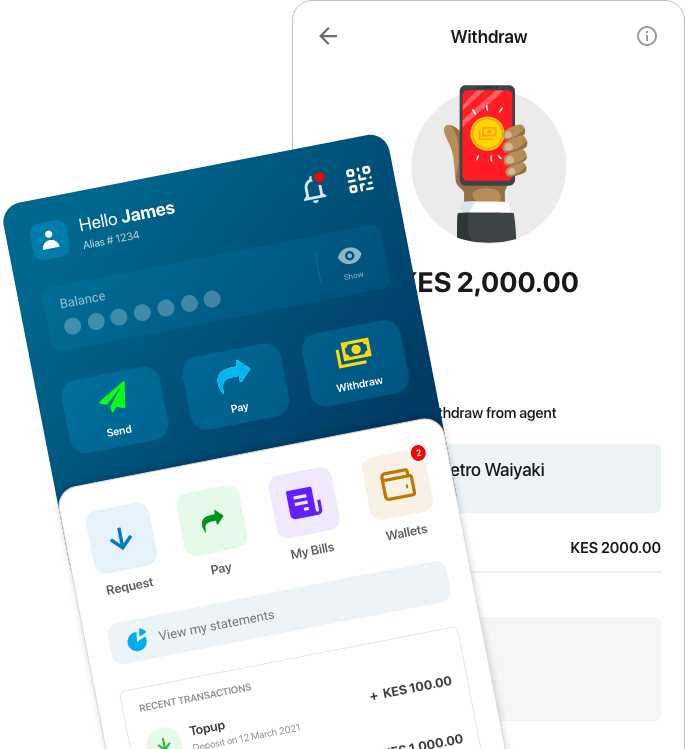 Withdraw
Hello James
Alias # 1234
Balance
Show
KES 2,000.00
Send
Pay
Withdraw
thdraw from agent
etro Waiyaki
2
Request
Pay
My Bills
Wallets
KES 2000.00
View my statements
RECENT TRANSACTIONS
Topup
+ KES 100.00
Deposit on 12 March 2021
KES 1,000.00